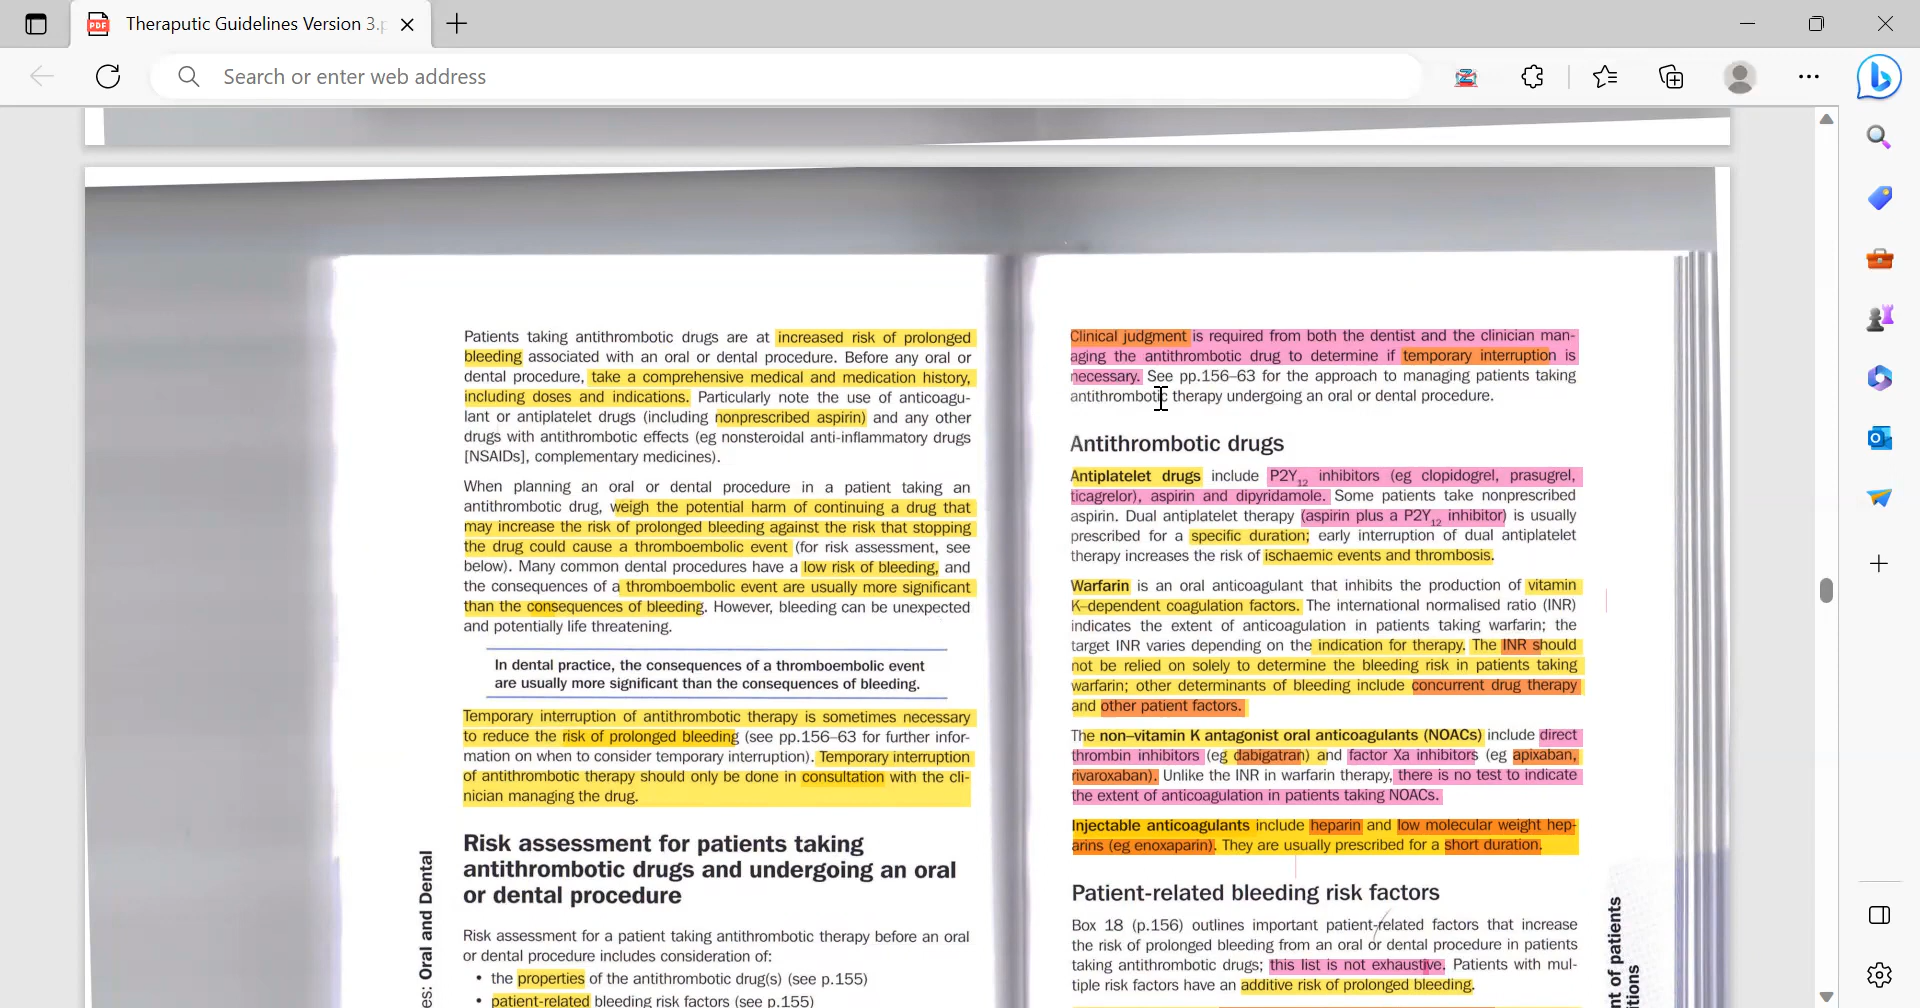 Theraputic Guidelines Version 3.p
Search or enter web address
Patients taking antithrombotic drugs are at increased risk of prolonged
bleeding associated with an oral or dental procedure. Before any oral or
dental procedure, take a comprehensive medical and medication history,
including doses and indications. Particularly note the use of anticoagu-
lant or antiplatelet drugs (including nonprescribed aspirin) and any other
drugs with antithrombotic effects (eg nonsteroidal anti-inflammatory drugs
[NSAIDs], complementary medicines).
When planning an oral or dental procedure in a patient taking an
antithrombotic drug, weigh the potential harm of continuing a drug that
may increase the risk of prolonged bleeding against the risk that stopping
the drug could cause a thromboembolic event (for risk assessment, see
below). Many common dental procedures have a low risk of bleeding, and
the consequences of a thromboembolic event are usually more significant
than the consequences of bleeding. However, bleeding can be unexpected
and potentially life threatening.
In dental practice, the consequences of a thromboembolic event
are usually more significant than the consequences of bleeding.
Temporary interruption of antithrombotic therapy is sometimes necessary
to reduce the risk of prolonged bleeding (see pp.156–63 for further infor-
mation on when to consider temporary interruption). Temporary interruption
of antithrombotic therapy should only be done in consultation with the cli-
nician managing the drug.
Risk assessment for patients taking
antithrombotic drugs and undergoing an oral
or dental procedure
Risk assessment for a patient taking antithrombotic therapy before an oral
or dental procedure includes consideration of:
• the properties of the antithrombotic drug(s) (see p.155)
• patient-related bleeding risk factors (see p.155)
es: Oral and Dental
Clinical judgment is required from both the dentist and the clinician man-
aging the antithrombotic drug to determine if temporary interruption is
necessary. See pp.156–63 for the approach to managing patients taking
antithrombotic therapy undergoing an oral or dental procedure.
Antithrombotic drugs
Antiplatelet drugs include P2Y12 inhibitors (eg clopidogrel, prasugrel,
ticagrelor), aspirin and dipyridamole. Some patients take nonprescribed
aspirin. Dual antiplatelet therapy (aspirin plus a P2Y12 inhibitor) is usually
prescribed for a specific duration; early interruption of dual antiplatelet
therapy increases the risk of ischaemic events and thrombosis.
Warfarin is an oral anticoagulant that inhibits the production of vitamin
K–dependent coagulation factors. The international normalised ratio (INR)
indicates the extent of anticoagulation in patients taking warfarin; the
target INR varies depending on the indication for therapy. The INR should
not be relied on solely to determine the bleeding risk in patients taking
warfarin; other determinants of bleeding include concurrent drug therapy
and other patient factors.
The non–vitamin K antagonist oral anticoagulants (NOACs) include direct
thrombin inhibitors (eg dabigatran) and factor Xa inhibitors (eg apixaban,
rivaroxaban). Unlike the INR in warfarin therapy, there is no test to indicate
the extent of anticoagulation in patients taking NOACs.
Injectable anticoagulants include heparin and low molecular weight hep-
arins (eg enoxaparin). They are usually prescribed for a short duration.
Patient-related bleeding risk factors
Box 18 (p.156) outlines important patient-related factors that increase
the risk of prolonged bleeding from an oral or dental procedure in patients
taking antithrombotic drugs; this list is not exhaustive. Patients with mul-
tiple risk factors have an additive risk of prolonged bleeding.
nt of patients
tions